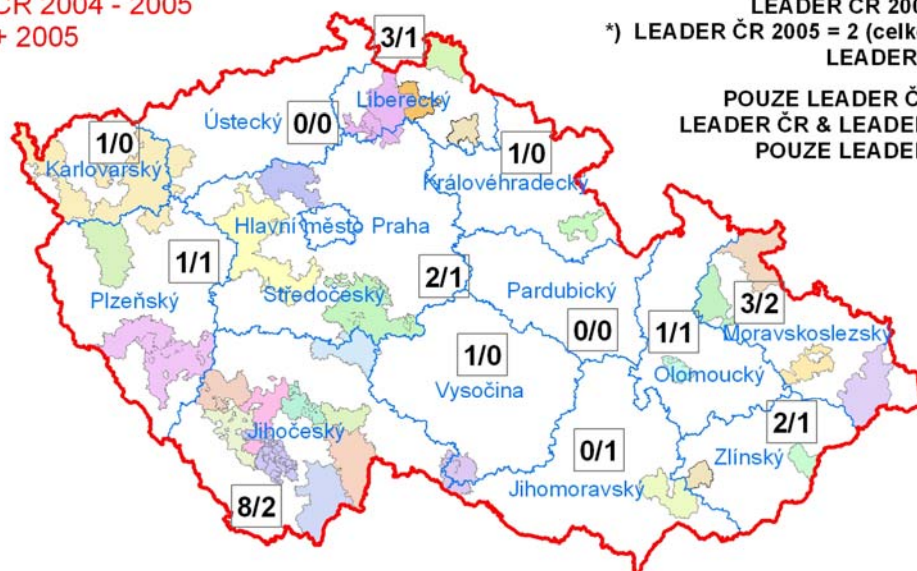 ČR 2004 - 2005
+ 2005
LEADER ČR 200
*) LEADER ČR 2005 = 2 (celk
LEADER
POUZE LEADER Č
LEADER ČR & LEADER
POUZE LEADER
3/1
Liberecký
Ústecký
0/0
1/0
Karlovarský
1/0
Královéhradecký
Hlavní město Praha
1/1
2/1
Plzeňský
Středočeský
Pardubický
3/2
0/0
1/1
Moravskoslezský
1/0
Vysočina
Olomoucký
2/1
Jihočeský
0/1
Zlínský
8/2
Jihomoravský